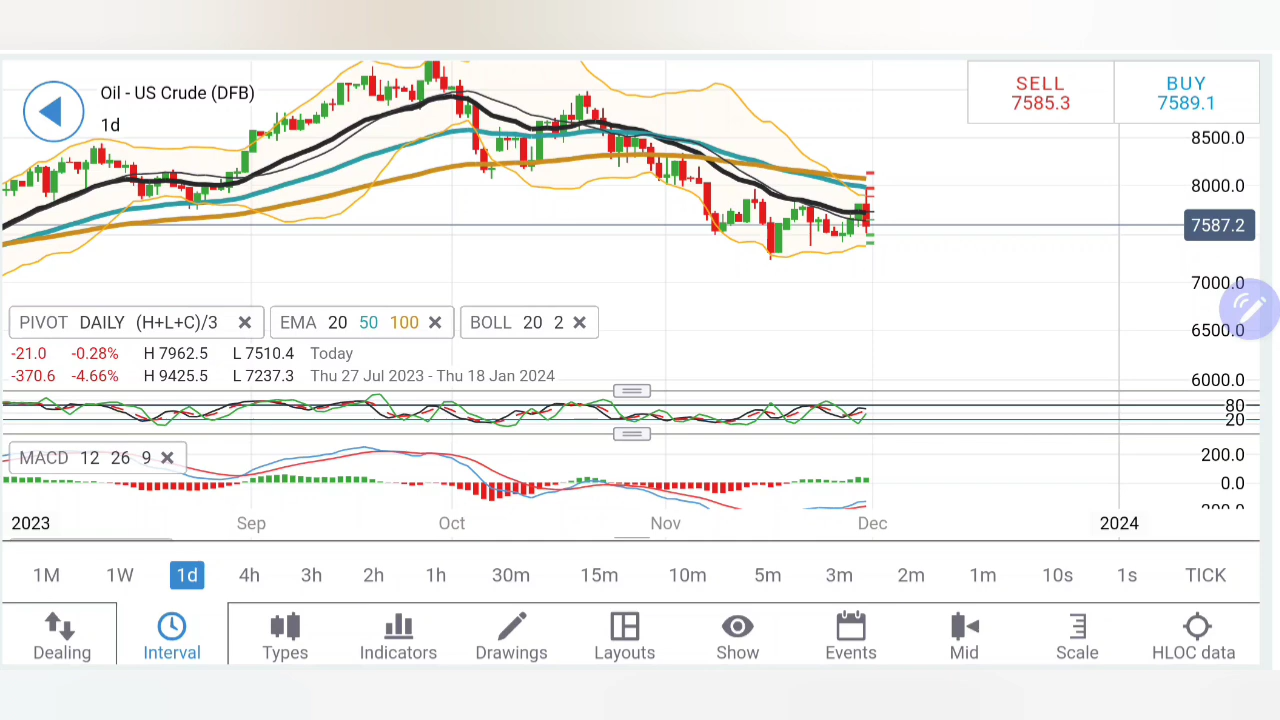 Oil - US Crude (DFB)
1d
SELL
7585.3
BUY
7589.1
8500.0
8000.0
7587.2
7000.0
6500.0
6000.0
PIVOT DAILY (H+L+C)/3 ×
EMA 20 50 100 ×
BOLL 20 2 ×
-21.0 -0.28% H 7962.5 L 7510.4 Today
-370.6 -4.66% H 9425.5 L 7237.3 Thu 27 Jul 2023 - Thu 18 Jan 2024
80
20
MACD 12 26 9 ×
200.0
0.0
2023 Sep Oct Nov Dec 2024
1M 1W 1d 4h 3h 2h 1h 30m 15m 10m 5m 3m 2m 1m 10s 1s TICK
Dealing Interval Types Indicators Drawings Layouts Show Events Mid Scale HLOC data